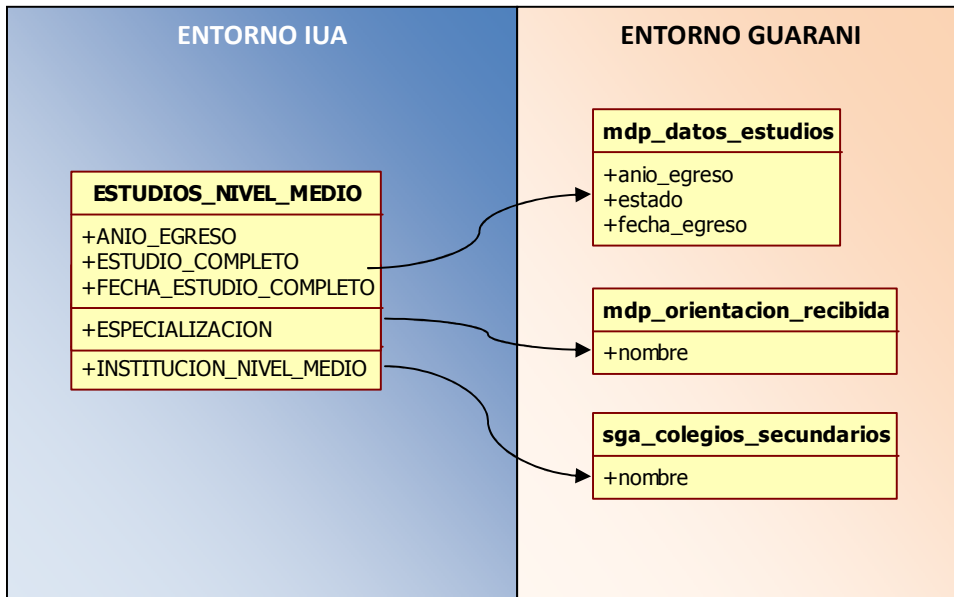 ENTORNO IUA
ESTUDIOS_NIVEL_MEDIO
+ANIO_EGRESO
+ESTUDIO_COMPLETO
+FECHA_ESTUDIO_COMPLETO
+ESPECIALIZACION
+INSTITUCION_NIVEL_MEDIO
ENTORNO GUARANI
mdp_datos_estudios
+anio_egreso
+estado
+fecha_egreso
mdp_orientacion_recibida
+nombre
sga_colegios_secundarios
+nombre